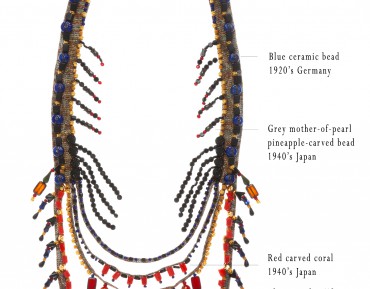 Blue ceramic bead
1920's Germany
Grey mother-of-pearl
pineapple-carved bead
1940's Japan
Red carved coral
1940's Japan